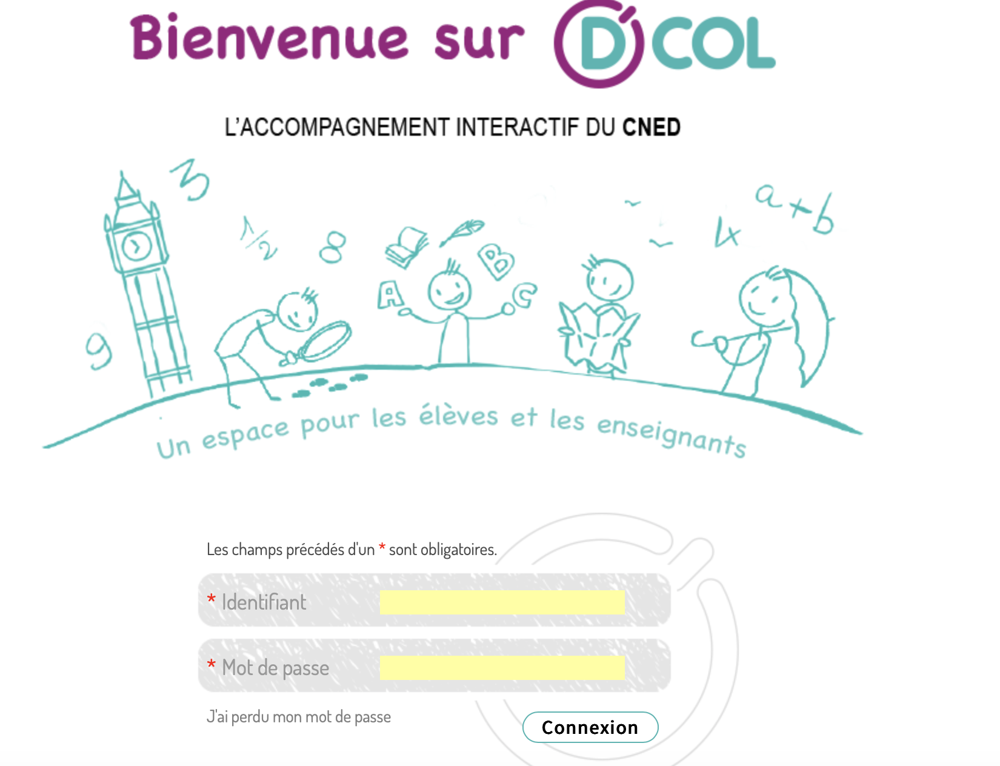 Bienvenue sur D'COL
L'ACCOMPAGNEMENT INTERACTIF DU CNED
3
1/2
8
A
B
C
4
a+b
9
Un espace pour les élèves et les enseignants
Les champs précédés d'un * sont obligatoires.
* Identifiant
* Mot de passe
J'ai perdu mon mot de passe
Connexion